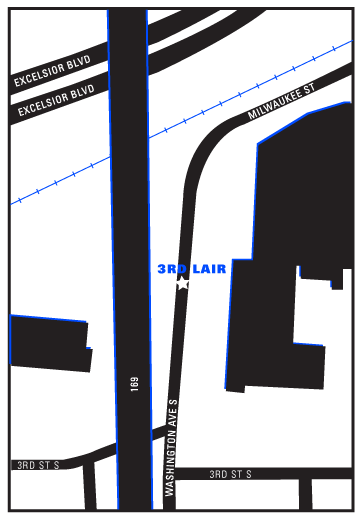 EXCELSIOR BLVD
EXCELSIOR BLVD
MILWAUKEE ST
3RD LAIR
169
WASHINGTON AVE S
3RD ST S
3RD ST S